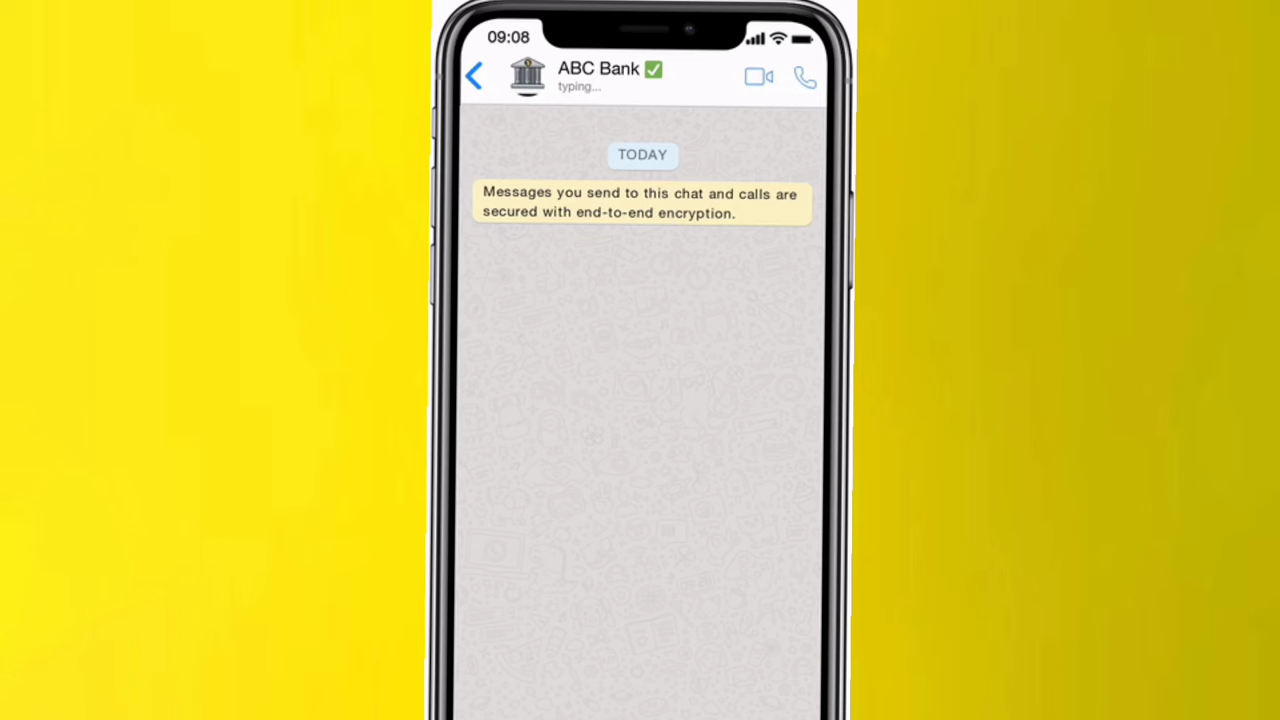 09:08
ABC Bank ✅
typing...
TODAY
Messages you send to this chat and calls are
secured with end-to-end encryption.